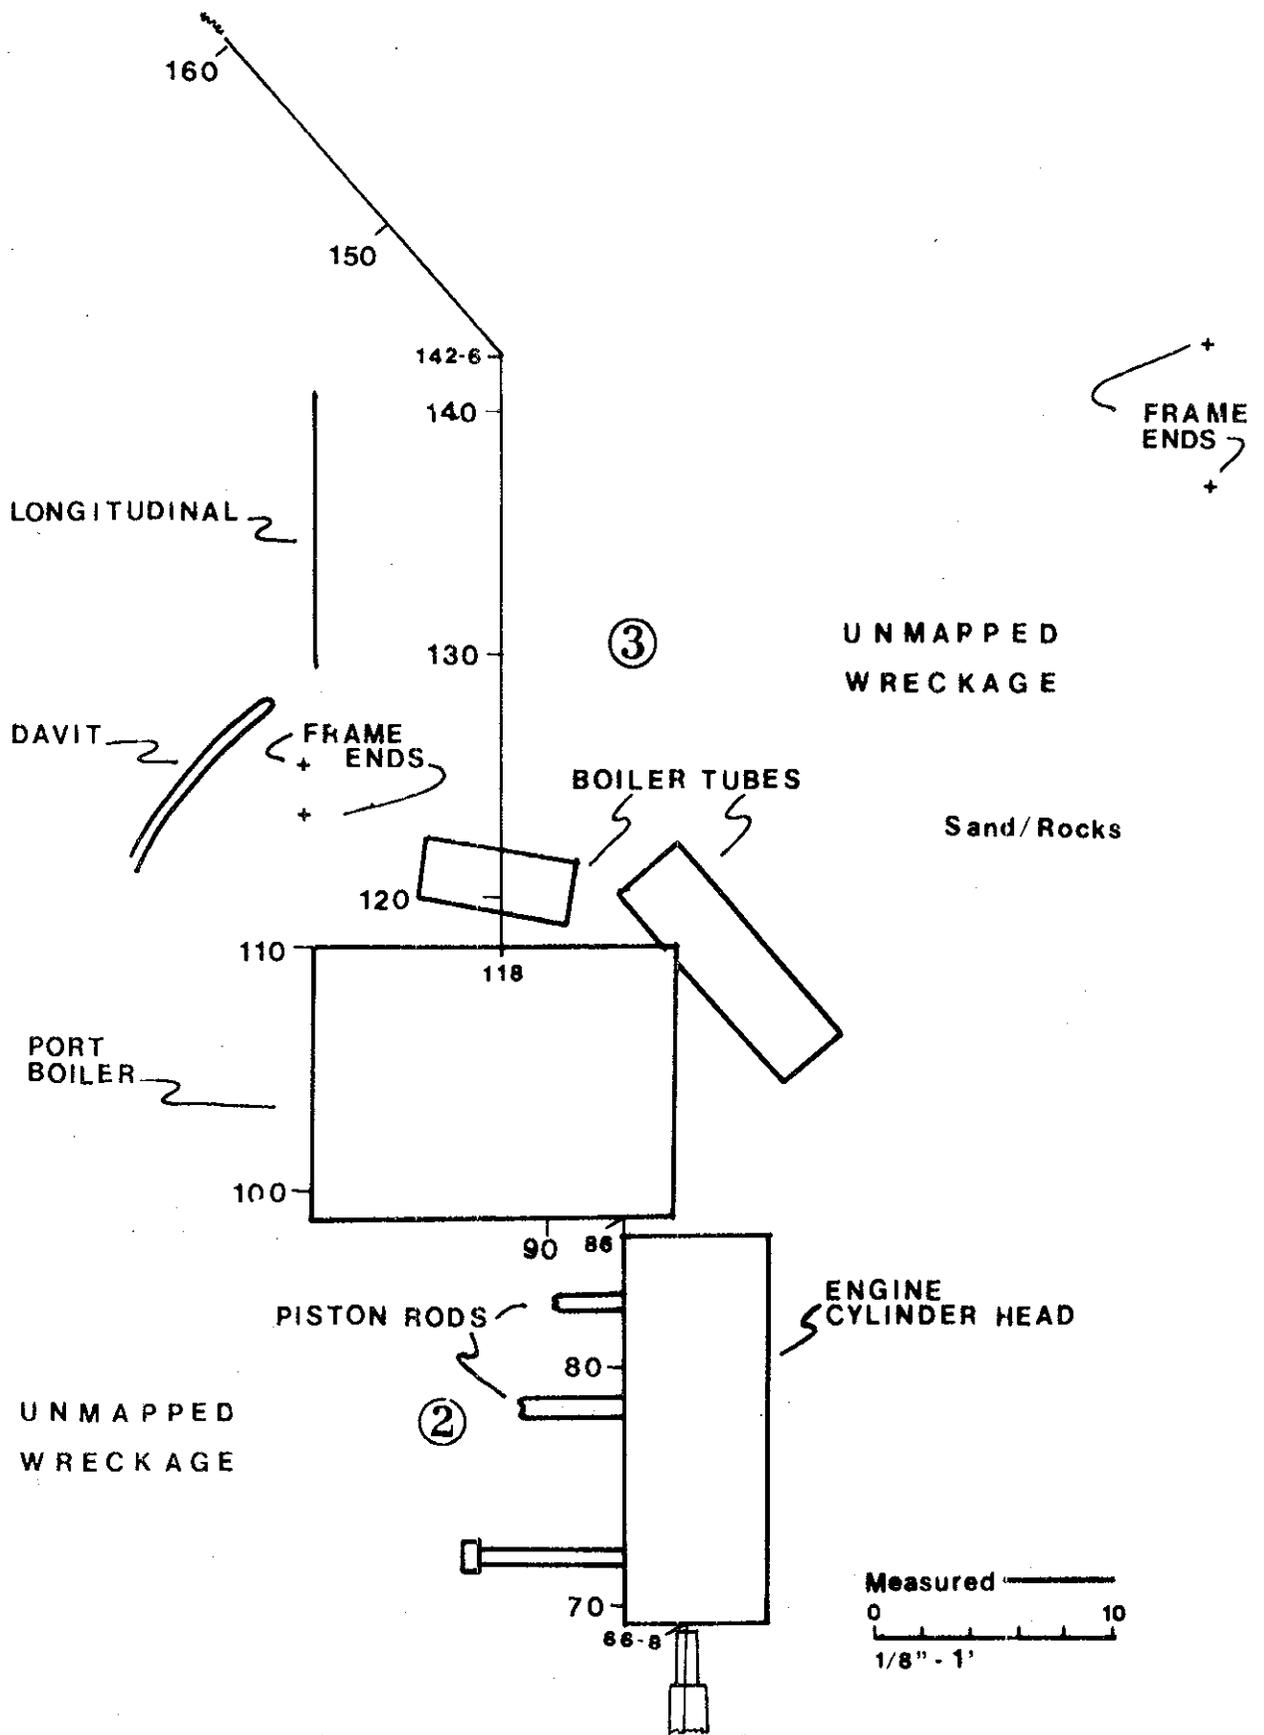 160
150
142-6
140
FRAME
ENDS
LONGITUDINAL
130
3
UNMAPPED
WRECKAGE
DAVIT
FRAME
ENDS
BOILER TUBES
Sand/Rocks
120
110
118
PORT
BOILER
100
90
86
PISTON RODS
ENGINE
CYLINDER HEAD
80
UNMAPPED
WRECKAGE
2
70
66-8
Measured
0 10
1/8" - 1'